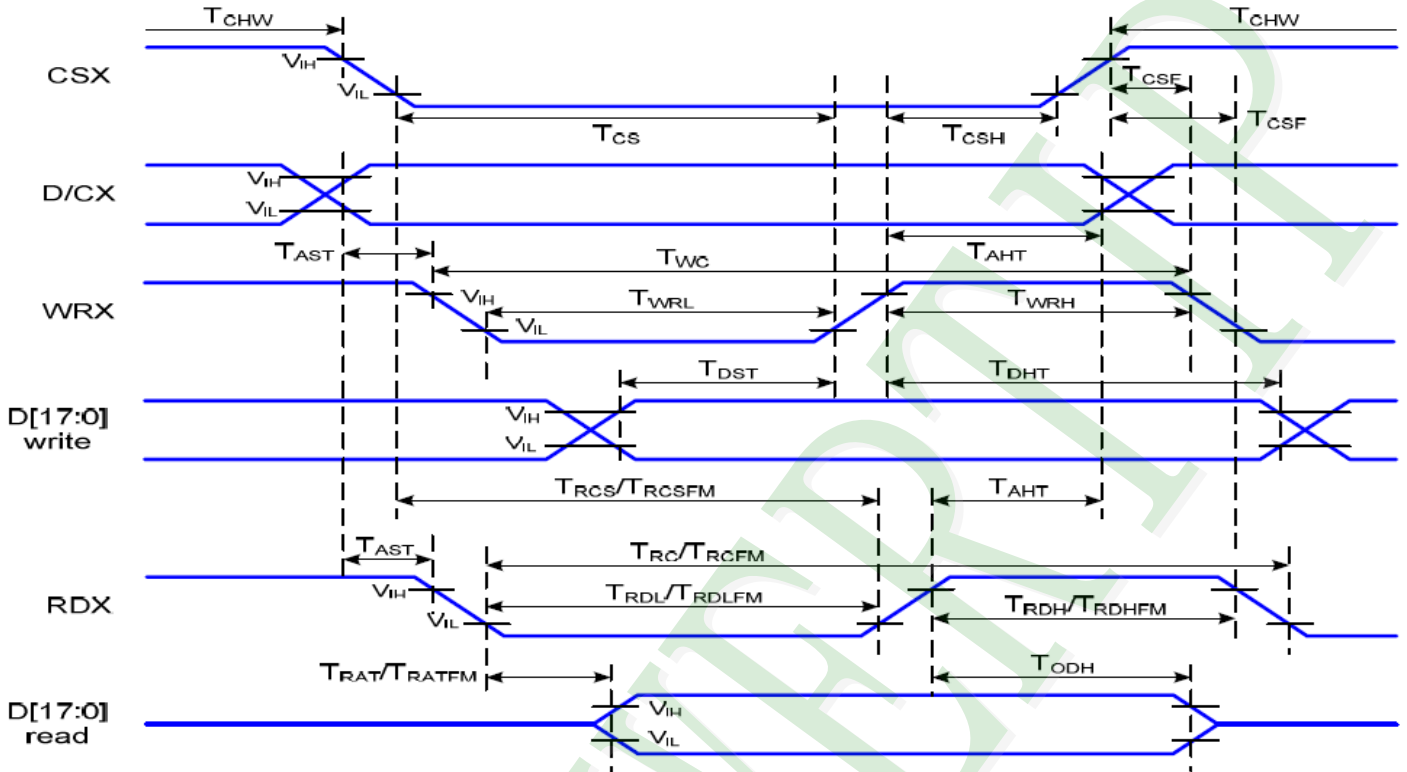 TCHW TCHW
CSX VIH TCSF
VIL
TCS TCSH TCSF
D/CX VIH
VIL
TAST TWC TAHT
WRX VIH TWRL TWRH
VIL
TDST TDHT
D[17:0] VIH
write VIL
TRCS/TRCSFM TAHT
TAST TRC/TRCFM
RDX VIH TRDL/TRDLFM TRDH/TRDHFM
VIL
TRAT/TRATFM TODH
D[17:0] VIH
read VIL
WERTIP